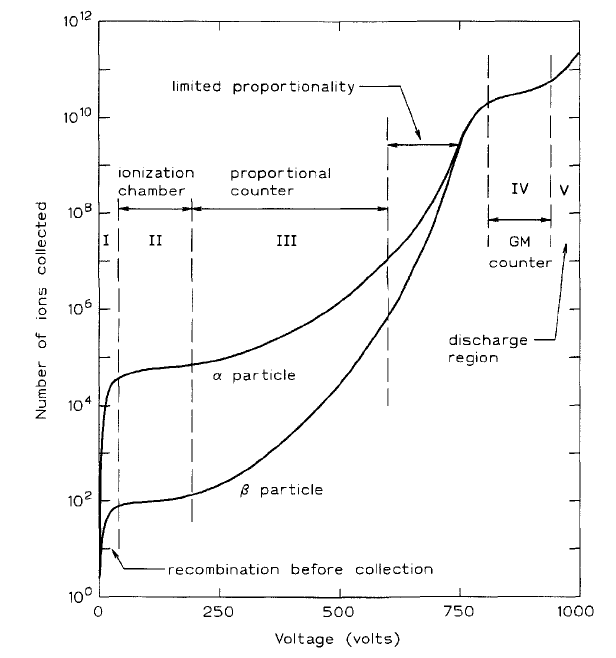 10^12
10^10
10^8
10^6
10^4
10^2
10^0
Number of ions collected
limited proportionality
ionization
chamber
proportional
counter
I
II
III
IV
V
GM
counter
discharge
region
α particle
β particle
recombination before collection
0
250
500
750
1000
Voltage (volts)